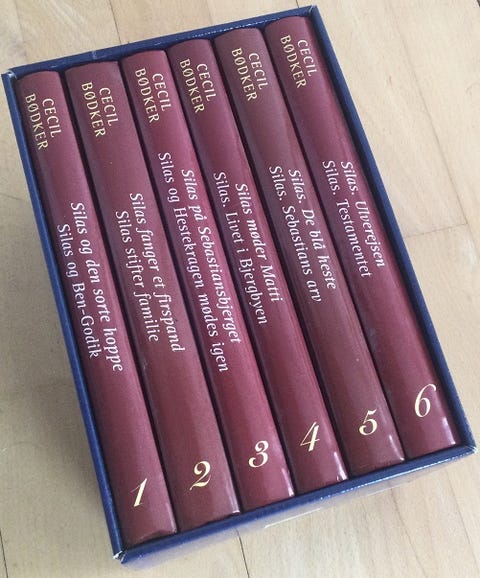 CECIL
BØDKER
Silas og den sorte hoppe
Silas og Ben-Godik
1
CECIL
BØDKER
Silas fanger et firspand
Silas stifter familie
2
CECIL
BØDKER
Silas på Sebastiansbjerget
Silas og Hestekragen mødes igen
3
CECIL
BØDKER
Silas møder Matti
Silas. Livet i Bjergbyen
4
CECIL
BØDKER
Silas. De blå heste
Silas. Sebastians arv
5
CECIL
BØDKER
Silas. Ulverejsen
Silas. Testamentet
6